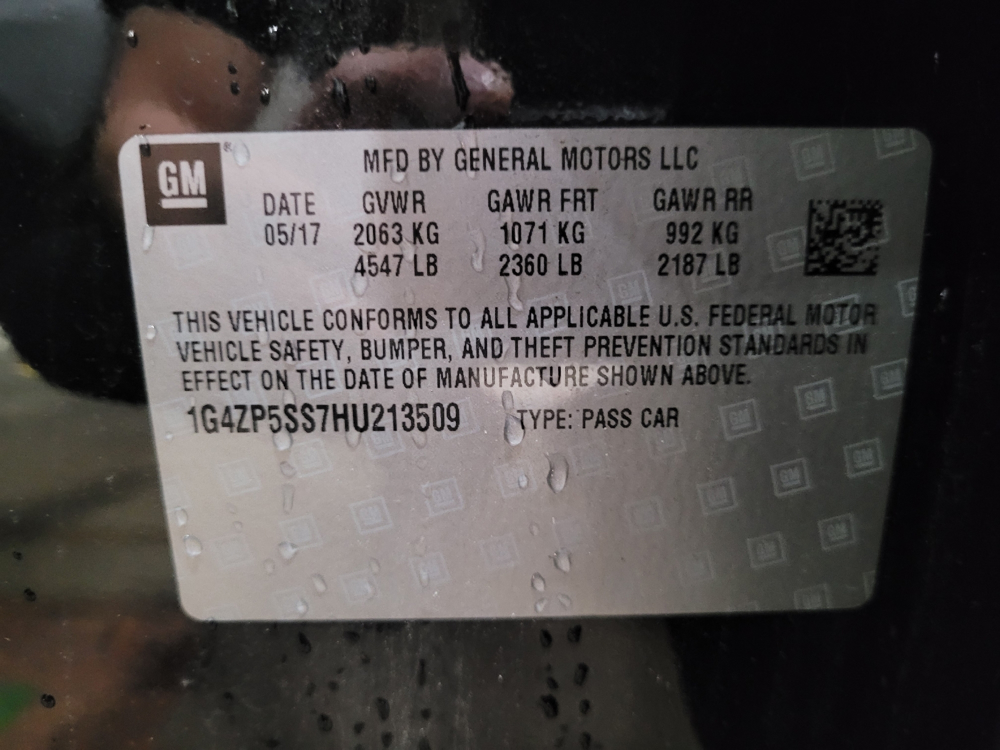 GM
MFD BY GENERAL MOTORS LLC
DATE GVWR GAWR FRT GAWR RR
05/17 2063 KG 1071 KG 992 KG
4547 LB 2360 LB 2187 LB
THIS VEHICLE CONFORMS TO ALL APPLICABLE U.S. FEDERAL MOTOR
VEHICLE SAFETY, BUMPER, AND THEFT PREVENTION STANDARDS IN
EFFECT ON THE DATE OF MANUFACTURE SHOWN ABOVE.
1G4ZP5SS7HU213509 TYPE: PASS CAR